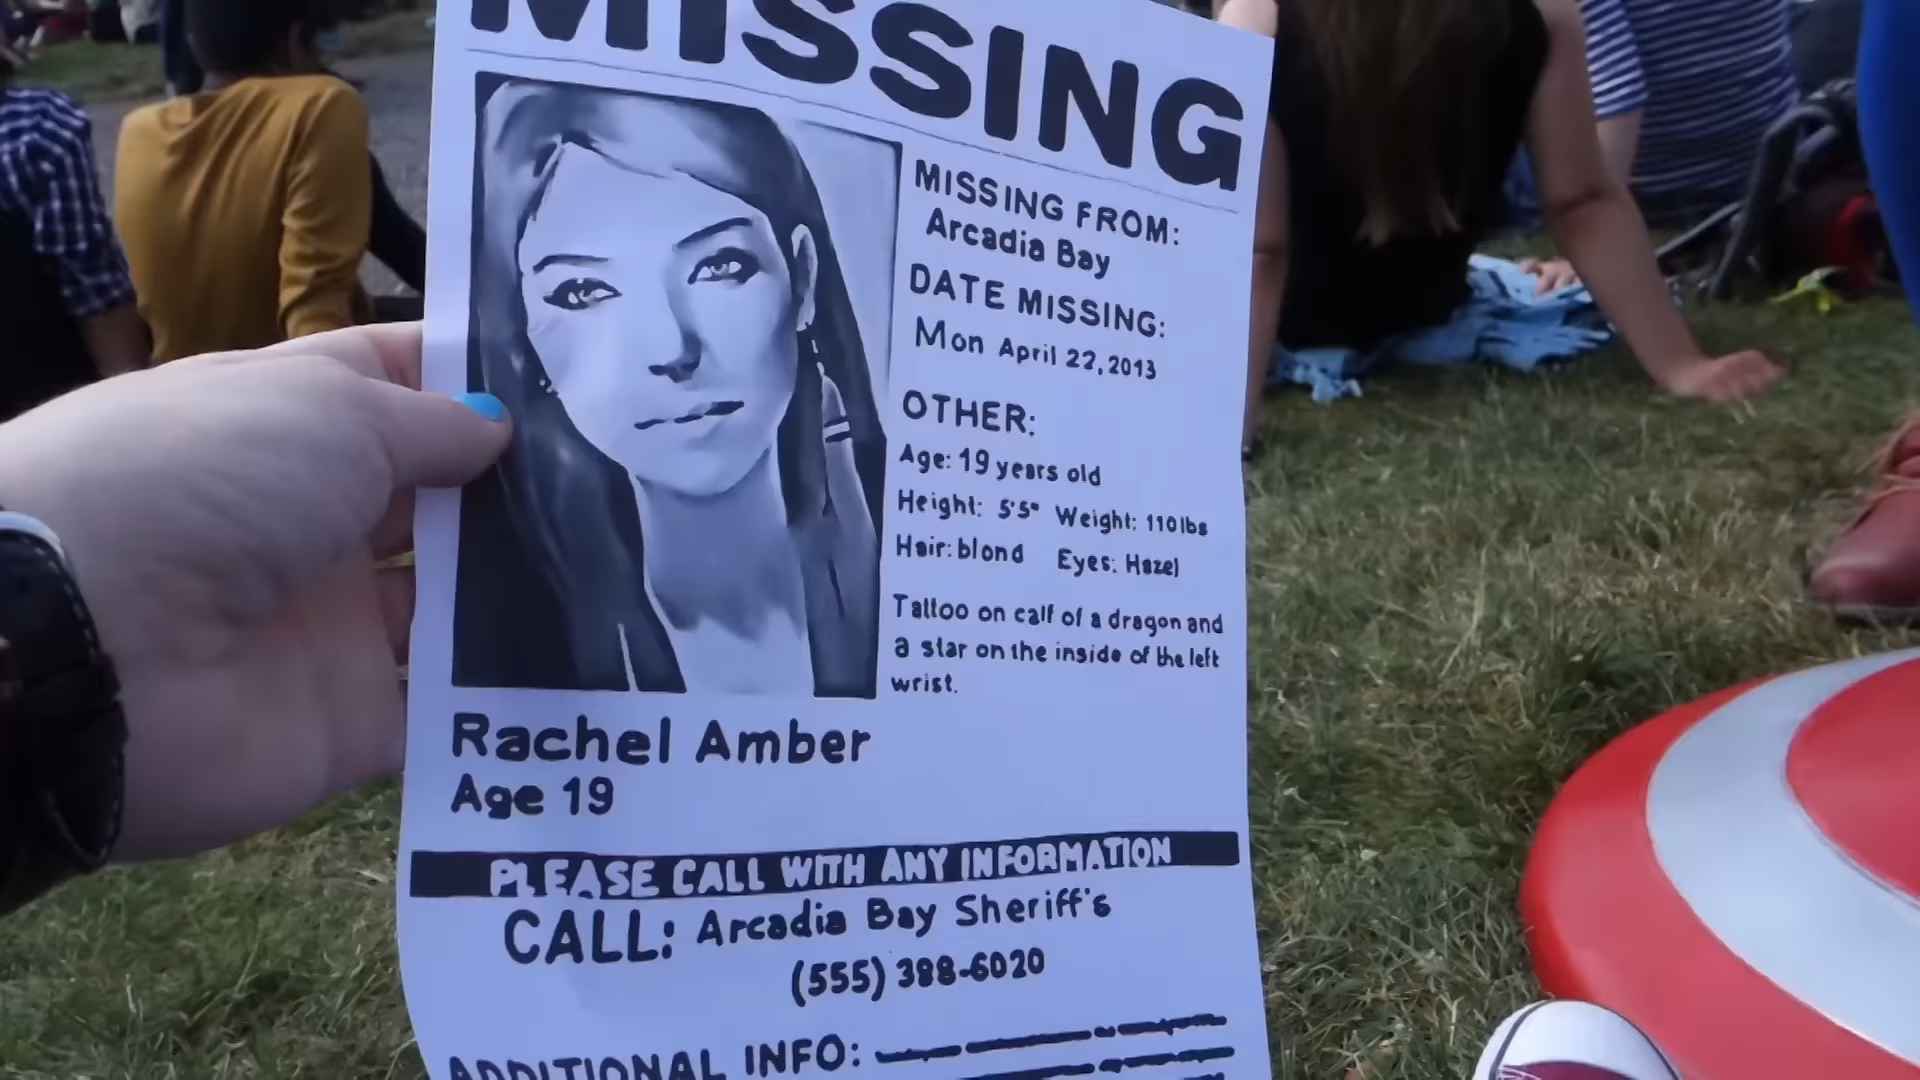 MISSING
MISSING FROM:
Arcadia Bay
DATE MISSING:
Mon April 22, 2013
OTHER:
Age: 19 years old
Height: 5'5" Weight: 110lbs
Hair: blond Eyes: Hazel
Tattoo on calf of a dragon and
a star on the inside of the left
wrist.
Rachel Amber
Age 19
PLEASE CALL WITH ANY INFORMATION
CALL: Arcadia Bay Sheriff's
(555) 388-6020
ADDITIONAL INFO: